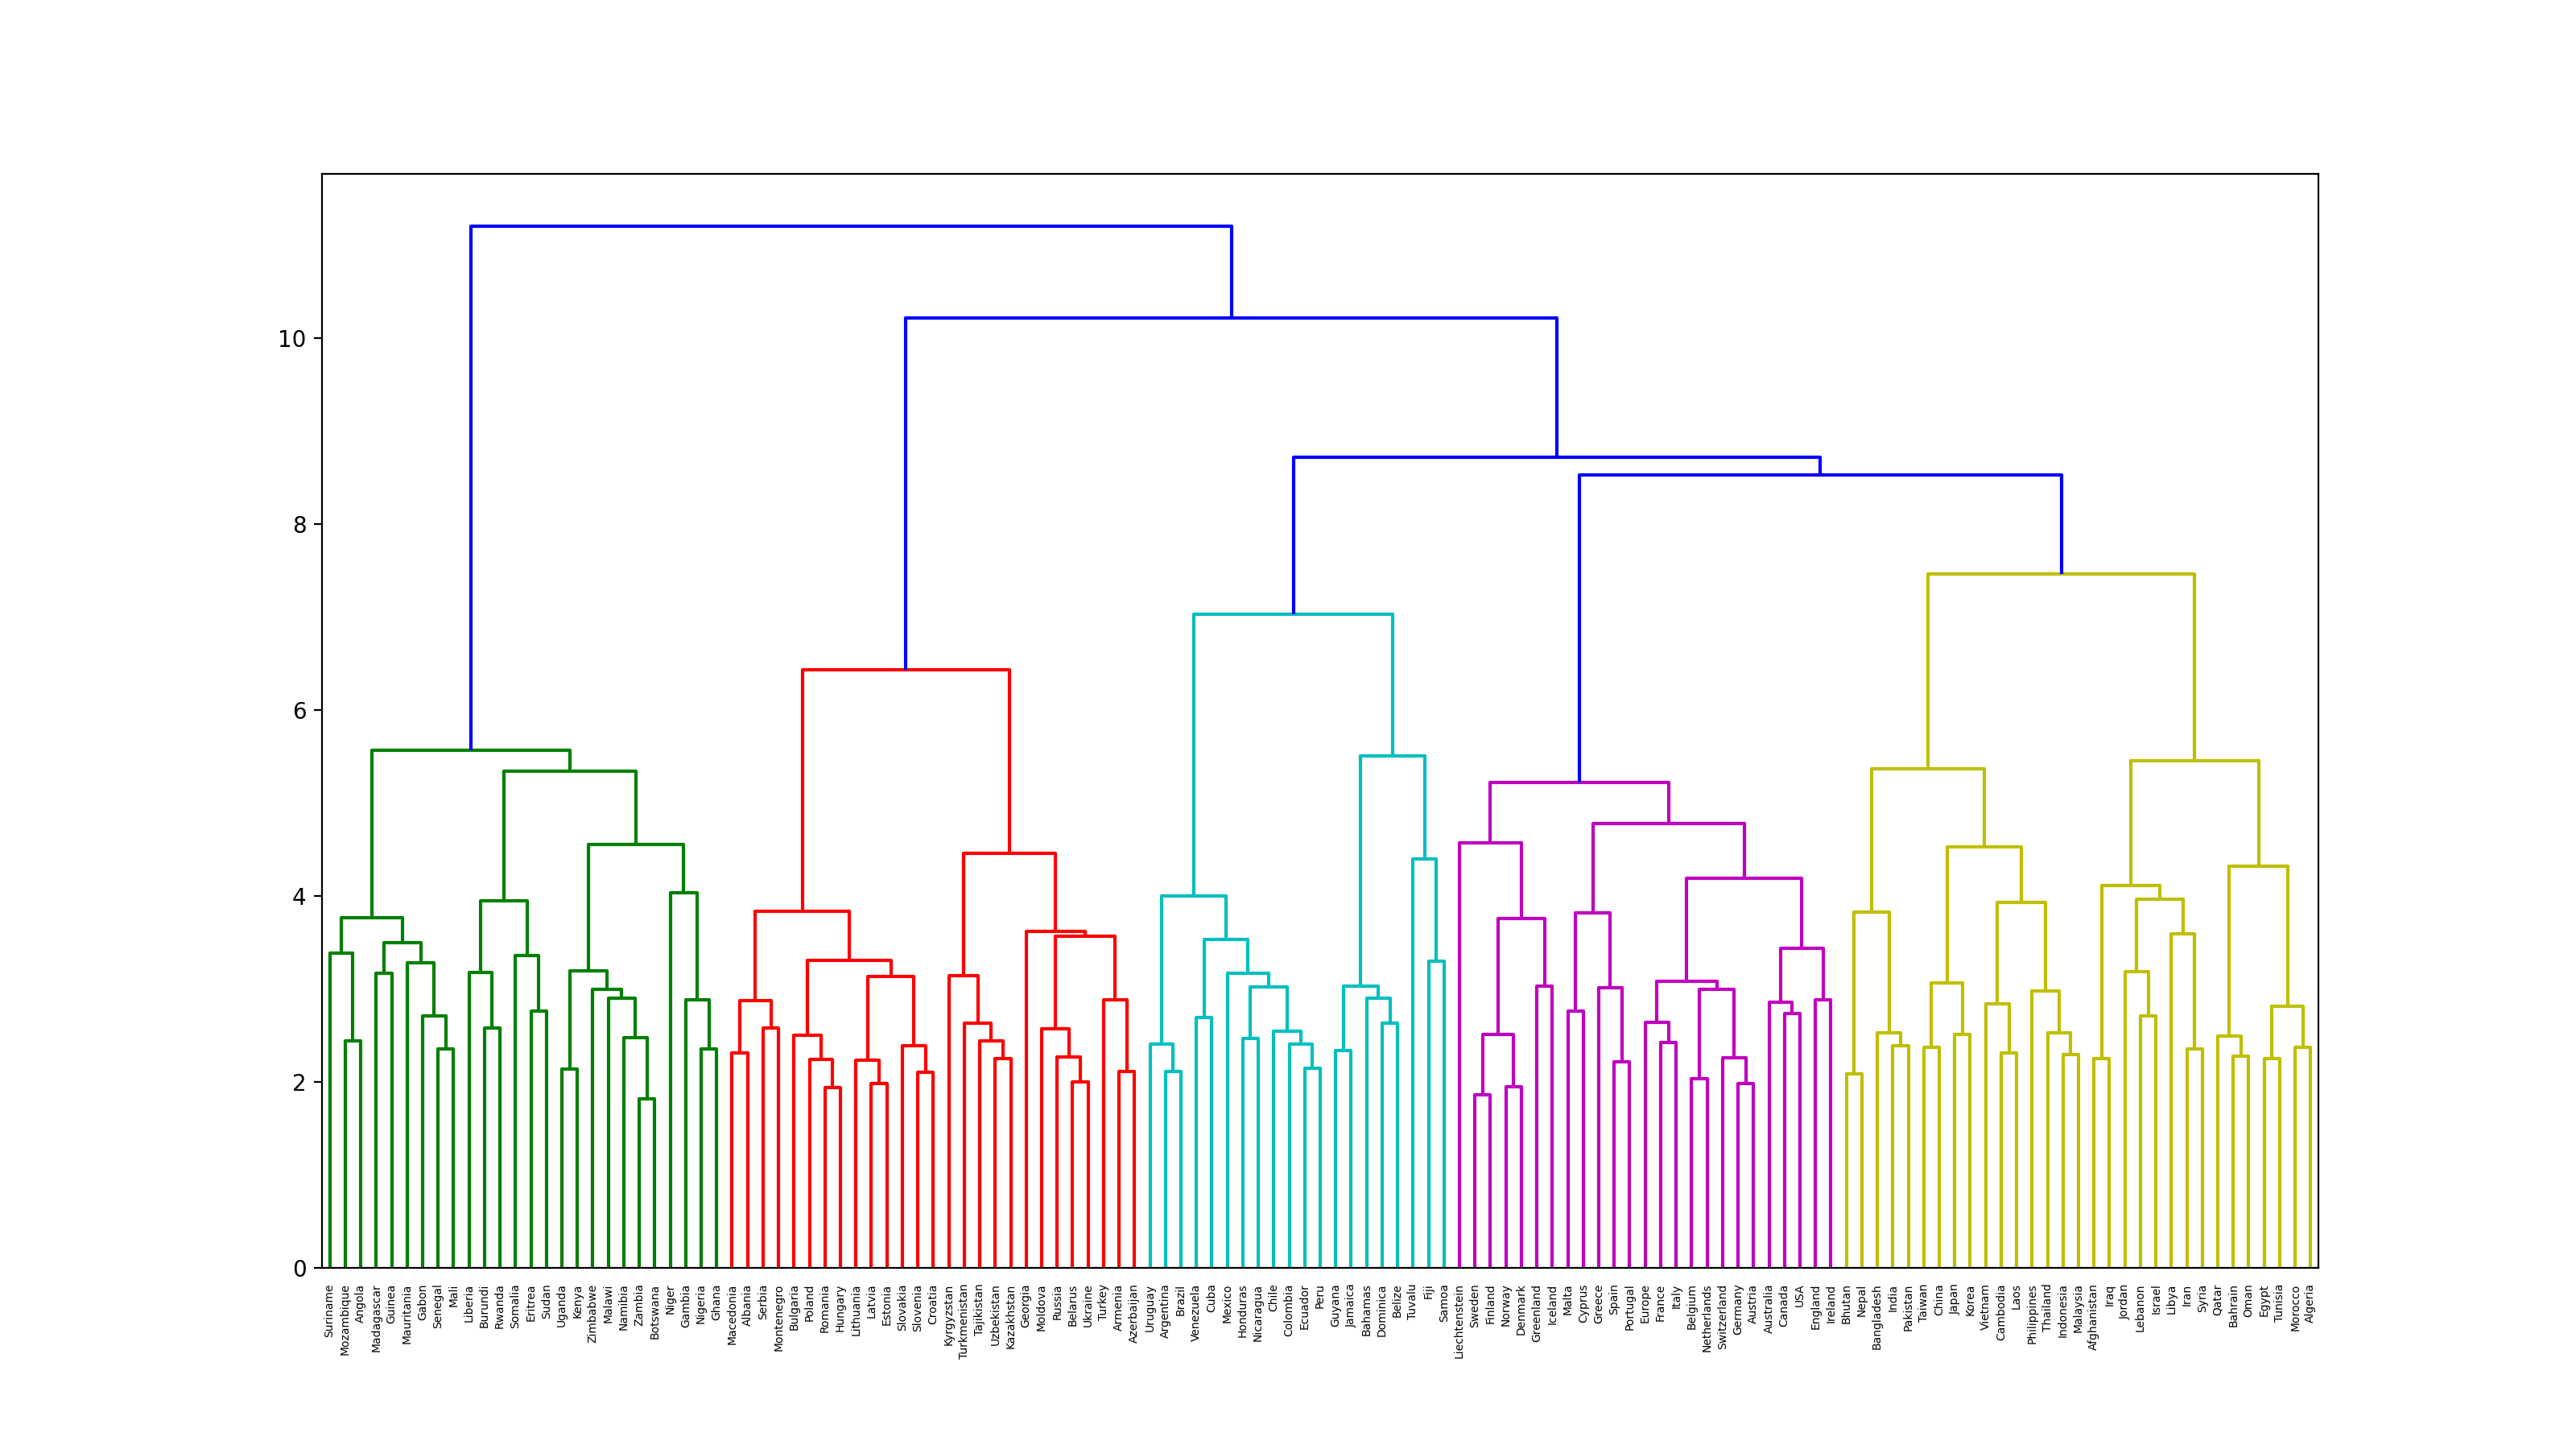 10
8
6
4
2
0
Suriname
Mozambique
Angola
Madagascar
Guinea
Mauritania
Gabon
Senegal
Mali
Liberia
Burundi
Rwanda
Somalia
Eritrea
Sudan
Uganda
Kenya
Zimbabwe
Malawi
Namibia
Zambia
Botswana
Niger
Gambia
Nigeria
Ghana
Macedonia
Albania
Serbia
Montenegro
Bulgaria
Poland
Romania
Hungary
Lithuania
Latvia
Estonia
Slovakia
Slovenia
Croatia
Kyrgyzstan
Turkmenistan
Tajikistan
Uzbekistan
Kazakhstan
Georgia
Moldova
Russia
Belarus
Ukraine
Turkey
Armenia
Azerbaijan
Uruguay
Argentina
Brazil
Venezuela
Cuba
Mexico
Honduras
Nicaragua
Chile
Colombia
Ecuador
Peru
Guyana
Jamaica
Bahamas
Dominica
Belize
Tuvalu
Fiji
Samoa
Liechtenstein
Sweden
Finland
Norway
Denmark
Greenland
Iceland
Malta
Cyprus
Greece
Spain
Portugal
Europe
France
Italy
Belgium
Netherlands
Switzerland
Germany
Austria
Australia
Canada
USA
England
Ireland
Bhutan
Nepal
Bangladesh
India
Pakistan
Taiwan
China
Japan
Korea
Vietnam
Cambodia
Laos
Philippines
Thailand
Indonesia
Malaysia
Afghanistan
Iraq
Jordan
Lebanon
Israel
Libya
Iran
Syria
Qatar
Bahrain
Oman
Egypt
Tunisia
Morocco
Algeria